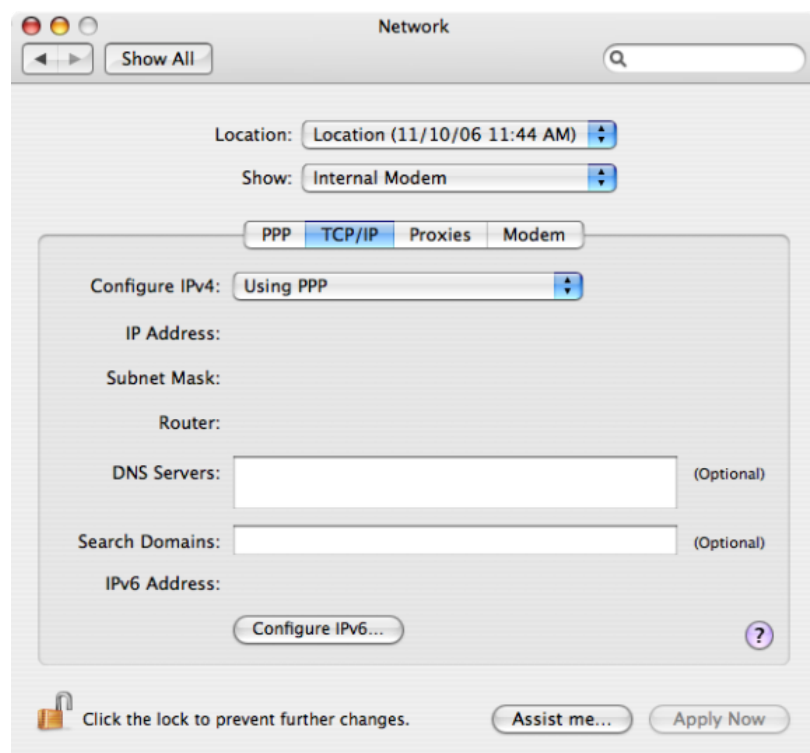 Network
Show All
Location: Location (11/10/06 11:44 AM)
Show: Internal Modem
PPP TCP/IP Proxies Modem
Configure IPv4: Using PPP
IP Address:
Subnet Mask:
Router:
DNS Servers: (Optional)
Search Domains: (Optional)
IPv6 Address:
Configure IPv6...
?
Click the lock to prevent further changes. Assist me... Apply Now